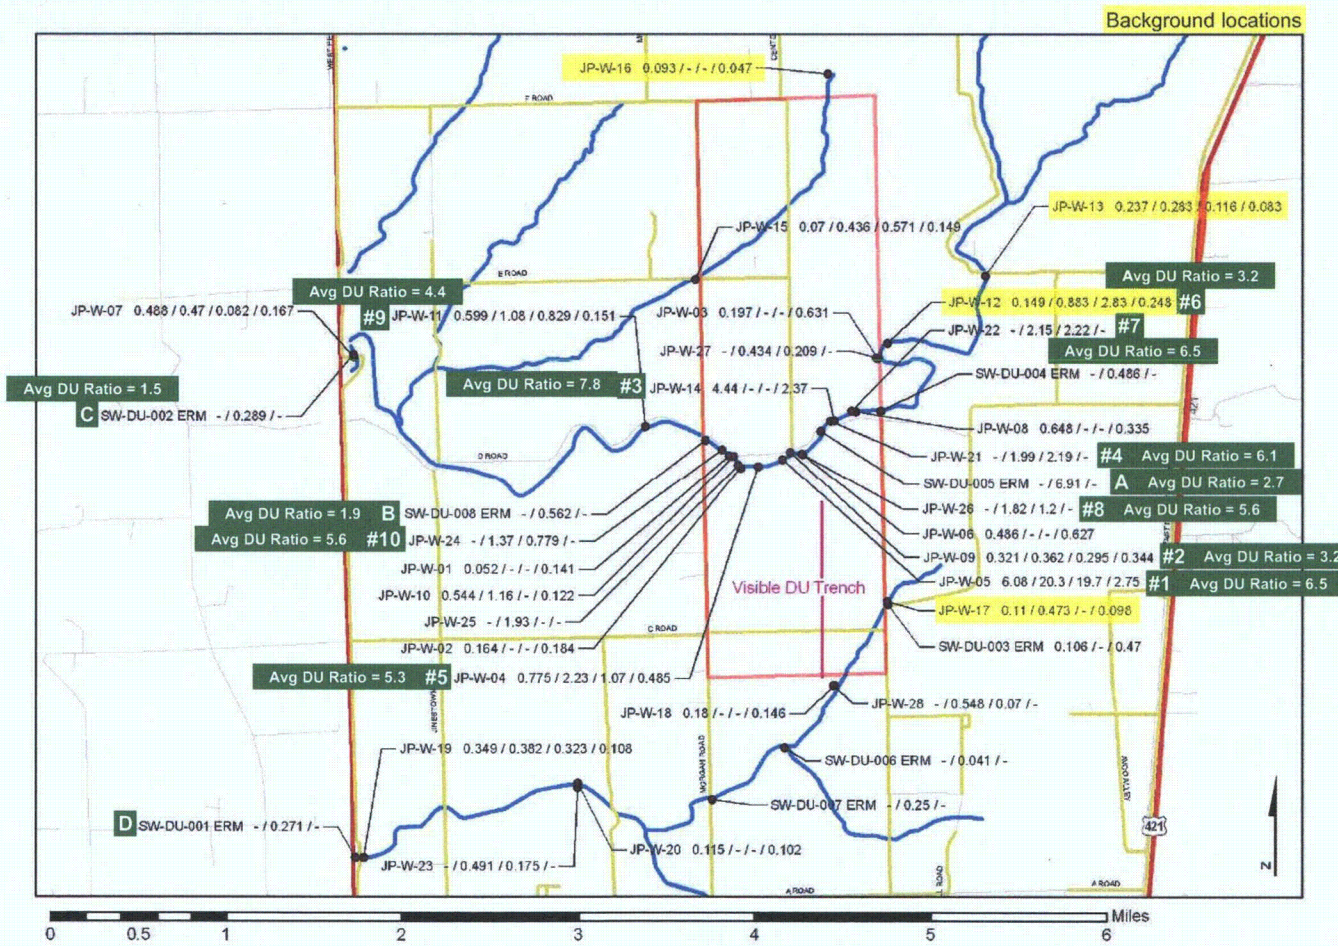 Background locations
JP-W-16 0.093 / - / - / 0.047
F ROAD
JP-W-13 0.237 / 0.283 / 0.116 / 0.083
JP-W-15 0.07 / 0.436 / 0.571 / 0.149
E ROAD
Avg DU Ratio = 3.2
Avg DU Ratio = 4.4
JP-W-12 0.149 / 0.883 / 2.83 / 0.248 #6
JP-W-07 0.488 / 0.47 / 0.082 / 0.167
#9 JP-W-11 0.599 / 1.08 / 0.829 / 0.151
JP-W-03 0.197 / - / - / 0.631
JP-W-22 - / 2.15 / 2.22 / - #7
JP-W-27 - / 0.434 / 0.209 / -
Avg DU Ratio = 6.5
SW-DU-004 ERM - / 0.486 / -
Avg DU Ratio = 1.5
Avg DU Ratio = 7.8 #3 JP-W-14 4.44 / - / - / 2.37
C SW-DU-002 ERM - / 0.289 / -
421
JP-W-08 0.648 / - / - / 0.335
D ROAD
JP-W-21 - / 1.99 / 2.19 / - #4 Avg DU Ratio = 6.1
SW-DU-005 ERM - / 6.91 / - A Avg DU Ratio = 2.7
Avg DU Ratio = 1.9 B SW-DU-008 ERM - / 0.562 / -
JP-W-26 - / 1.82 / 1.2 / - #8 Avg DU Ratio = 5.6
Avg DU Ratio = 5.6 #10 JP-W-24 - / 1.37 / 0.779 / -
JP-W-06 0.486 / - / - / 0.627
JP-W-09 0.321 / 0.362 / 0.295 / 0.344 #2 Avg DU Ratio = 3.2
JP-W-01 0.052 / - / - / 0.141
JP-W-05 6.08 / 20.3 / 19.7 / 2.75 #1 Avg DU Ratio = 6.5
Visible DU Trench
JP-W-10 0.544 / 1.16 / - / 0.122
JP-W-17 0.11 / 0.473 / - / 0.098
JP-W-25 - / 1.93 / - / -
C ROAD
JP-W-02 0.164 / - / - / 0.184
SW-DU-003 ERM 0.106 / - / 0.47
Avg DU Ratio = 5.3 #5 JP-W-04 0.775 / 2.23 / 1.07 / 0.485
JP-W-18 0.18 / - / - / 0.146
JP-W-28 - / 0.548 / 0.07 / -
JP-W-19 0.349 / 0.382 / 0.323 / 0.108
MORGAN ROAD
SW-DU-006 ERM - / 0.041 / -
SW-DU-007 ERM - / 0.25 / -
D SW-DU-001 ERM - / 0.271 / -
421
JP-W-20 0.115 / - / - / 0.102
JP-W-23 - / 0.491 / 0.175 / -
Z
A ROAD
A ROAD
Miles
0 0.5 1 2 3 4 5 6